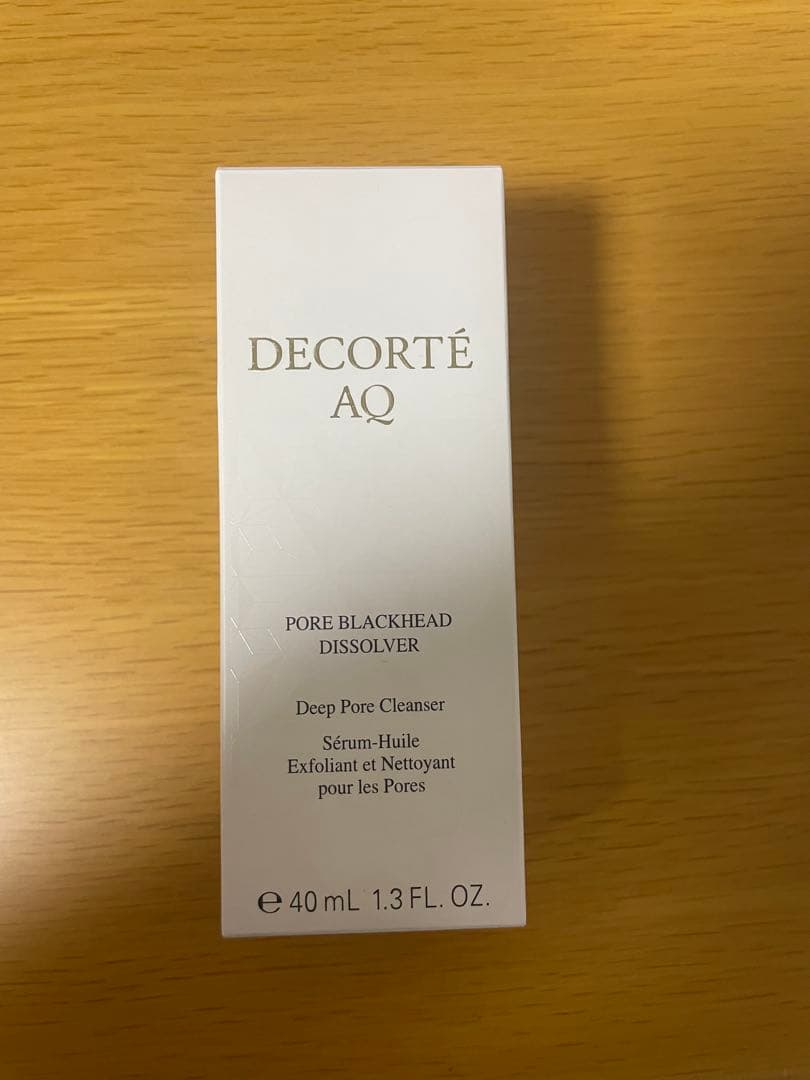 DECORTÉ
AQ
PORE BLACKHEAD
DISSOLVER
Deep Pore Cleanser
Sérum-Huile
Exfoliant et Nettoyant
pour les Pores
℮ 40 mL 1.3 FL. OZ.